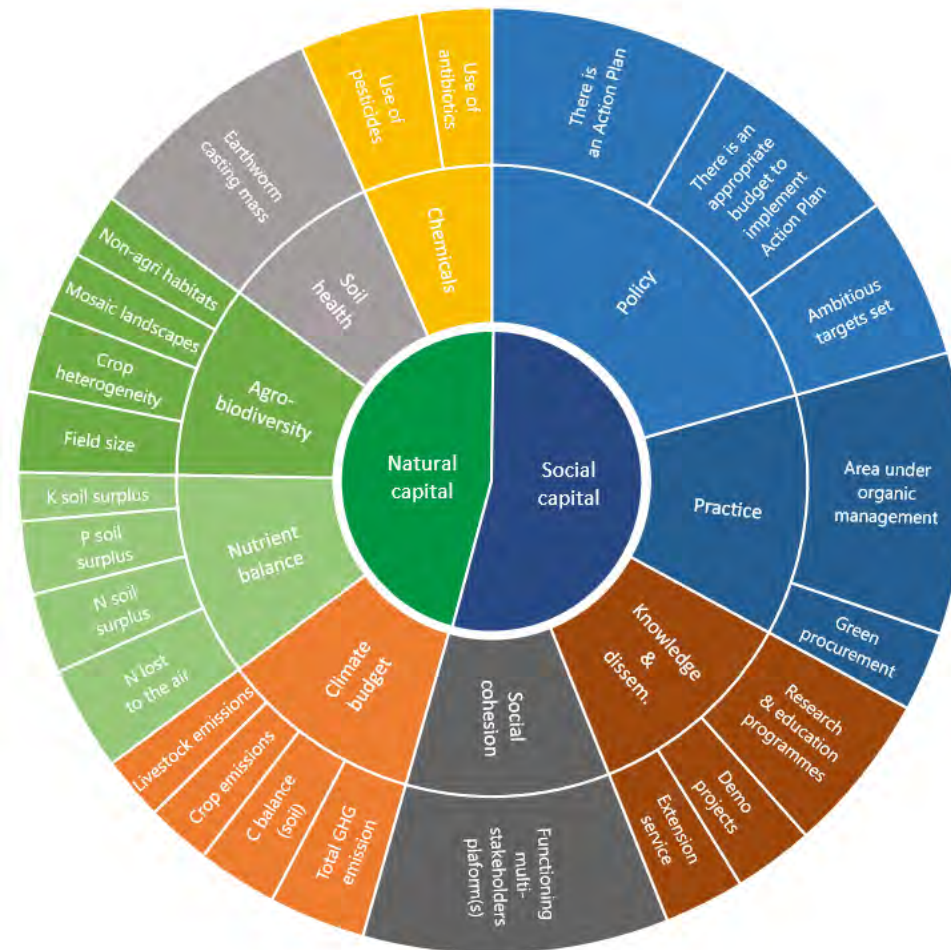 Natural
capital
Social
capital
Policy
There is
an Action Plan
There is an
appropriate
budget to
implement
Action Plan
Ambitious
targets set
Practice
Area under
organic
management
Green
procurement
Knowledge
&
dissem.
Research
& education
programmes
Demo
projects
Extension
service
Social
cohesion
Functioning
multi-
stakeholders
plaform(s)
Climate
budget
Total GHG
emission
C balance
(soil)
Crop emissions
Livestock emissions
Nutrient
balance
N lost
to the air
N soil
surplus
P soil
surplus
K soil surplus
Agro-
biodiversity
Field size
Crop
heterogeneity
Mosaic landscapes
Non-agri habitats
Soil
health
Earthworm
casting mass
Chemicals
Use of
pesticides
Use of
antibiotics